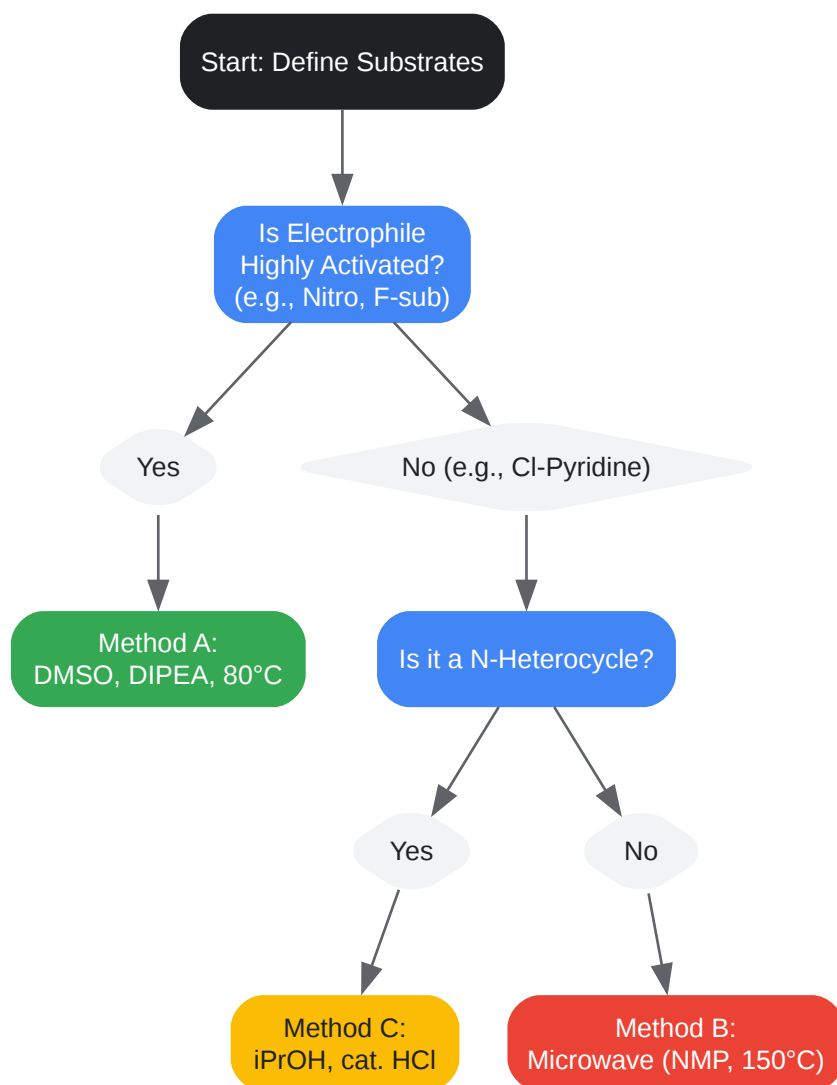 Start: Define Substrates
Is Electrophile
Highly Activated?
(e.g., Nitro, F-sub)
Yes
No (e.g., Cl-Pyridine)
Method A:
DMSO, DIPEA, 80°C
Is it a N-Heterocycle?
Yes
No
Method C:
iPrOH, cat. HCl
Method B:
Microwave (NMP, 150°C)